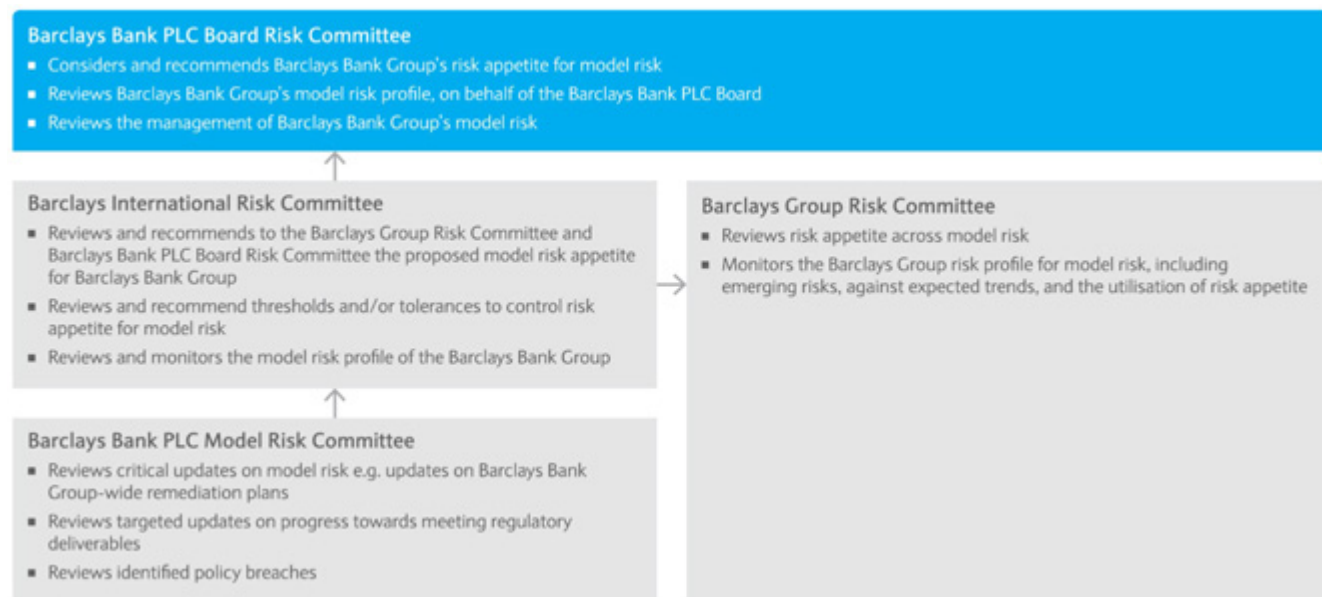 Barclays Bank PLC Board Risk Committee
▪ Considers and recommends Barclays Bank Group's risk appetite for model risk
▪ Reviews Barclays Bank Group's model risk profile, on behalf of the Barclays Bank PLC Board
▪ Reviews the management of Barclays Bank Group's model risk
Barclays International Risk Committee
▪ Reviews and recommends to the Barclays Group Risk Committee and
Barclays Bank PLC Board Risk Committee the proposed model risk appetite
for Barclays Bank Group
▪ Reviews and recommend thresholds and/or tolerances to control risk
appetite for model risk
▪ Reviews and monitors the model risk profile of the Barclays Bank Group
Barclays Group Risk Committee
▪ Reviews risk appetite across model risk
▪ Monitors the Barclays Group risk profile for model risk, including
emerging risks, against expected trends, and the utilisation of risk appetite
Barclays Bank PLC Model Risk Committee
▪ Reviews critical updates on model risk e.g. updates on Barclays Bank
Group-wide remediation plans
▪ Reviews targeted updates on progress towards meeting regulatory
deliverables
▪ Reviews identified policy breaches